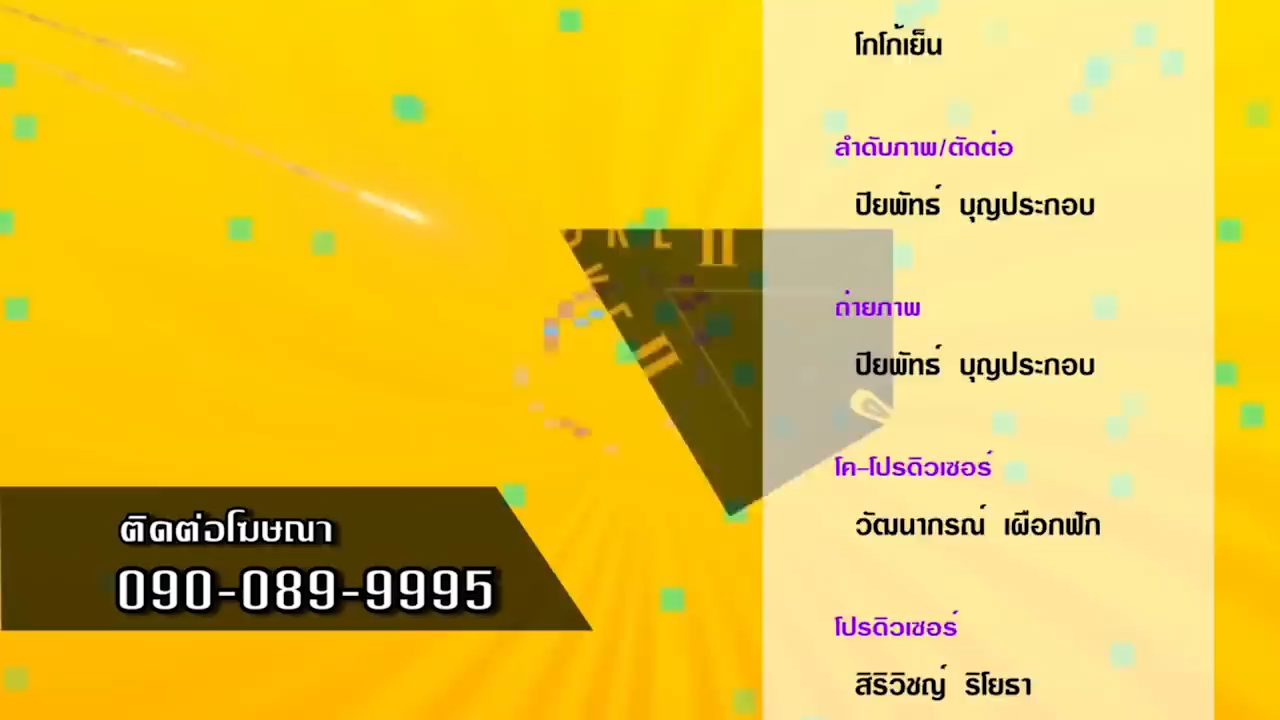 โกโก้เย็น
ลำดับภาพ/ตัดต่อ
ปิยพัทธ์ บุญประกอบ
ถ่ายภาพ
ปิยพัทธ์ บุญประกอบ
โค-โปรดิวเซอร์
วัฒนากรณ์ เผือกฟัก
โปรดิวเซอร์
สิริวิชญ์ ริโยธา
ติดต่อโฆษณา
090-089-9995